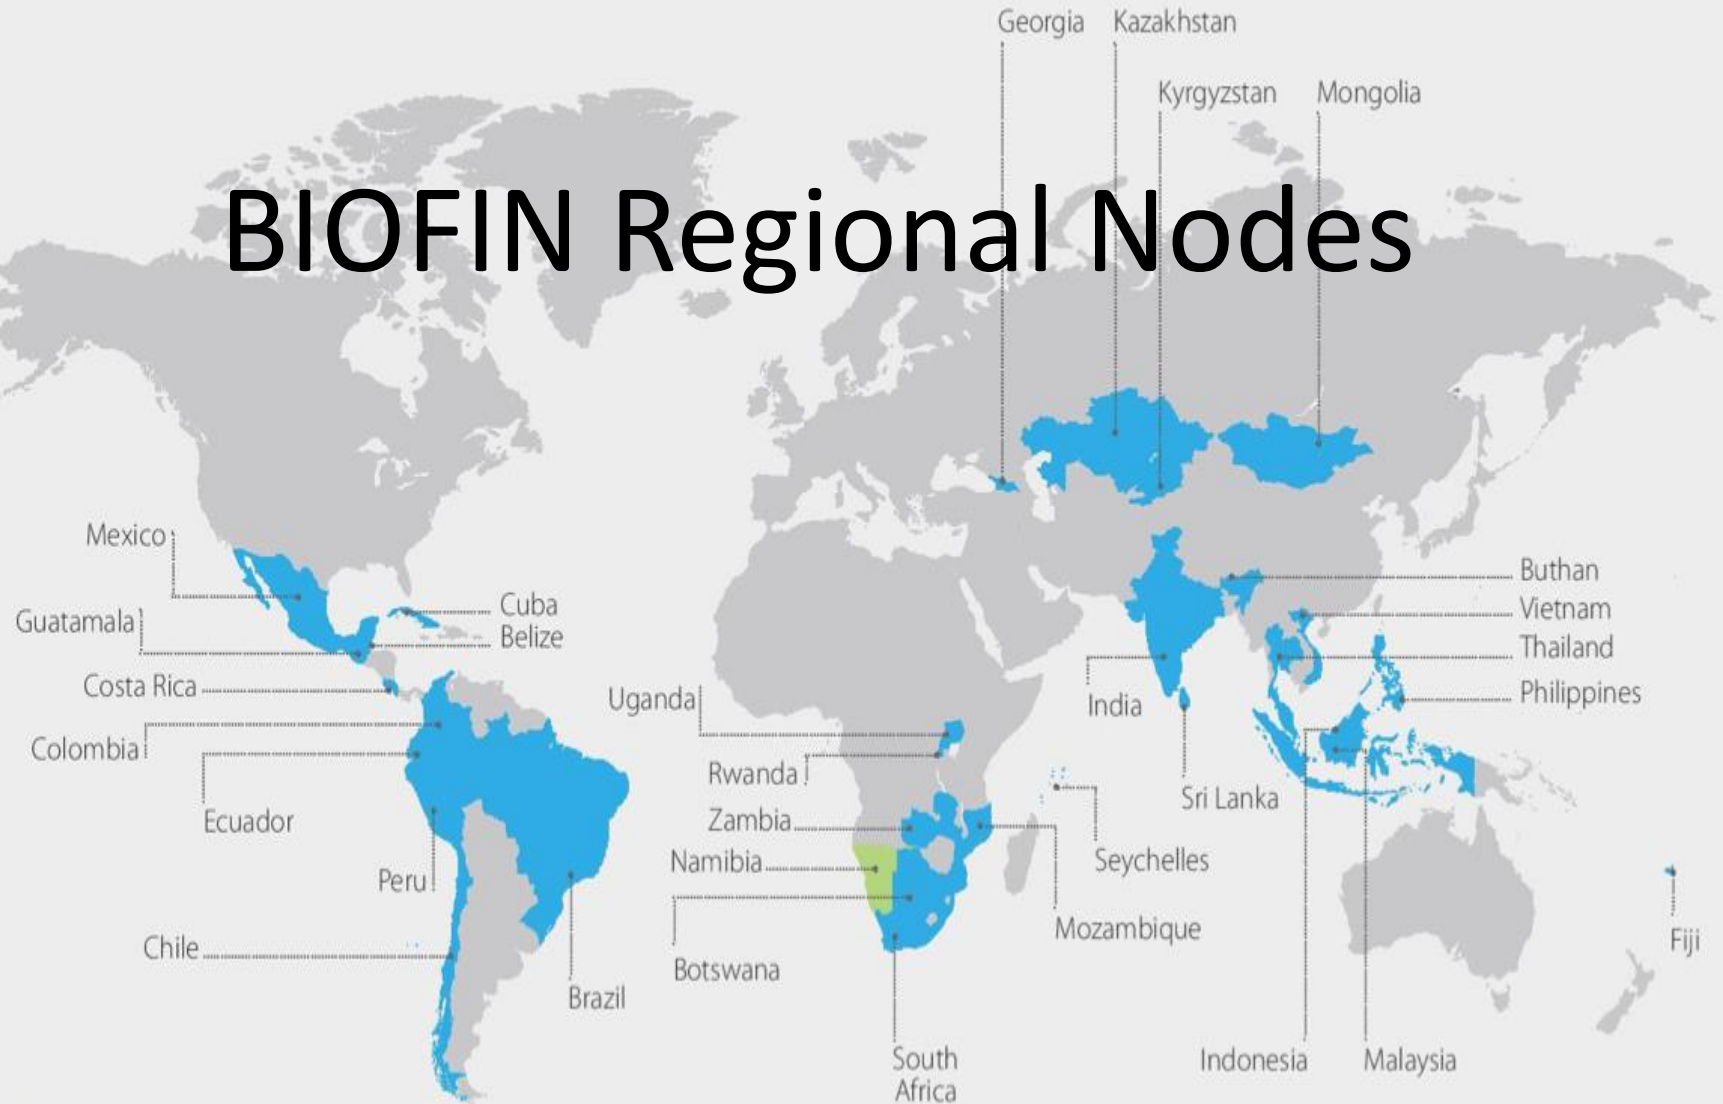 Georgia
Kazakhstan
Kyrgyzstan
Mongolia
BIOFIN Regional Nodes
Mexico
Guatamala
Cuba
Belize
Costa Rica
Colombia
Ecuador
Peru
Chile
Brazil
Uganda
Rwanda
Zambia
Namibia
Botswana
South
Africa
Seychelles
Mozambique
India
Sri Lanka
Buthan
Vietnam
Thailand
Philippines
Indonesia
Malaysia
Fiji